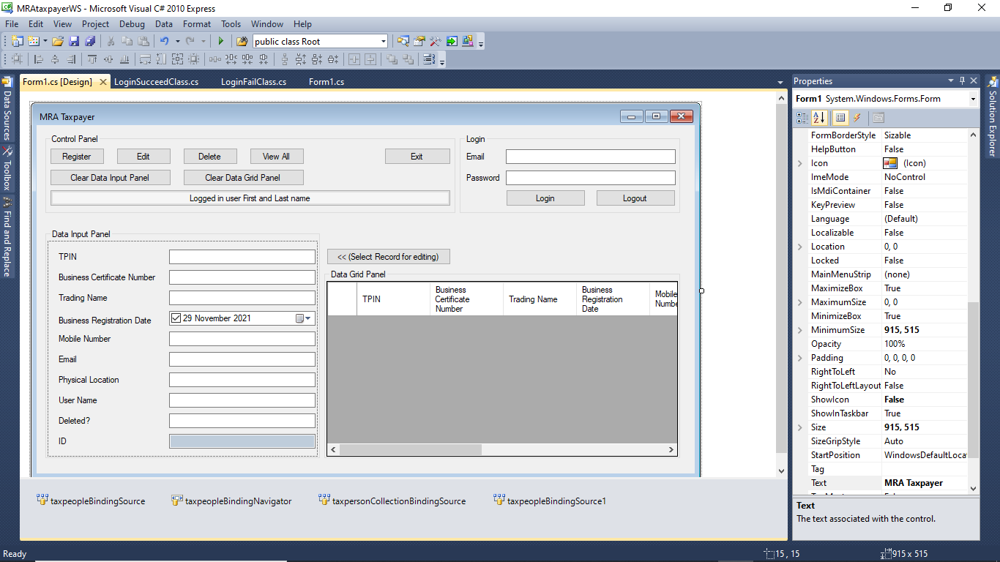 MRAtaxpayerWS - Microsoft Visual C# 2010 Express
File Edit View Project Debug Data Format Tools Window Help
public class Root
Form1.cs [Design] LoginSucceedClass.cs LoginFailClass.cs Form1.cs
Data Sources
Toolbox
Find and Replace
MRA Taxpayer
Control Panel
Register Edit Delete View All Exit
Clear Data Input Panel Clear Data Grid Panel
Logged in user First and Last name
Login
Email
Password
Login Logout
Data Input Panel
TPIN
Business Certificate Number
Trading Name
Business Registration Date 29 November 2021
Mobile Number
Email
Physical Location
User Name
Deleted?
ID
<< (Select Record for editing)
Data Grid Panel
TPIN
Business
Certificate
Number
Trading Name
Business
Registration
Date
Mobile
taxpeopleBindingSource taxpeopleBindingNavigator taxpersonCollectionBindingSource taxpeopleBindingSource1
Properties
Form1 System.Windows.Forms.Form
FormBorderStyle Sizable
HelpButton False
Icon (Icon)
ImeMode NoControl
IsMdiContainer False
KeyPreview False
Language (Default)
Localizable False
Location 0, 0
Locked False
MainMenuStrip (none)
MaximizeBox True
MaximumSize 0, 0
MinimizeBox True
MinimumSize 915, 515
Opacity 100%
Padding 0, 0, 0, 0
RightToLeft No
RightToLeftLayout False
ShowIcon False
ShowInTaskbar True
Size 915, 515
SizeGripStyle Auto
StartPosition WindowsDefaultLoca
Tag
Text MRA Taxpayer
Text
The text associated with the control.
Solution Explorer
Ready 15 , 15 915 x 515